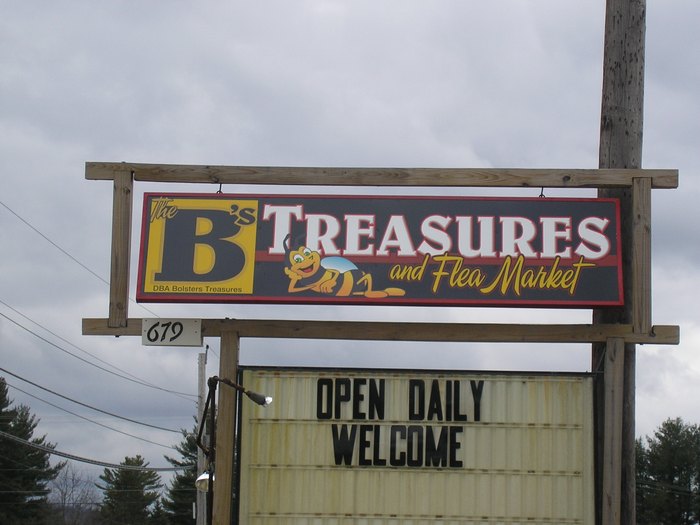 The B's TREASURES
and Flea Market
DBA Bolsters Treasures
679
OPEN DAILY
WELCOME